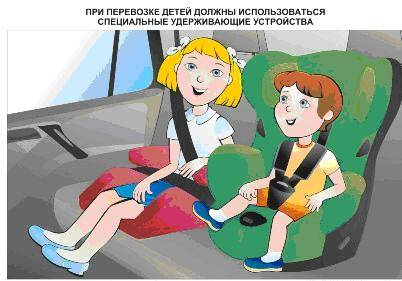 ПРИ ПЕРЕВОЗКЕ ДЕТЕЙ ДОЛЖНЫ ИСПОЛЬЗОВАТЬСЯ
СПЕЦИАЛЬНЫЕ УДЕРЖИВАЮЩИЕ УСТРОЙСТВА